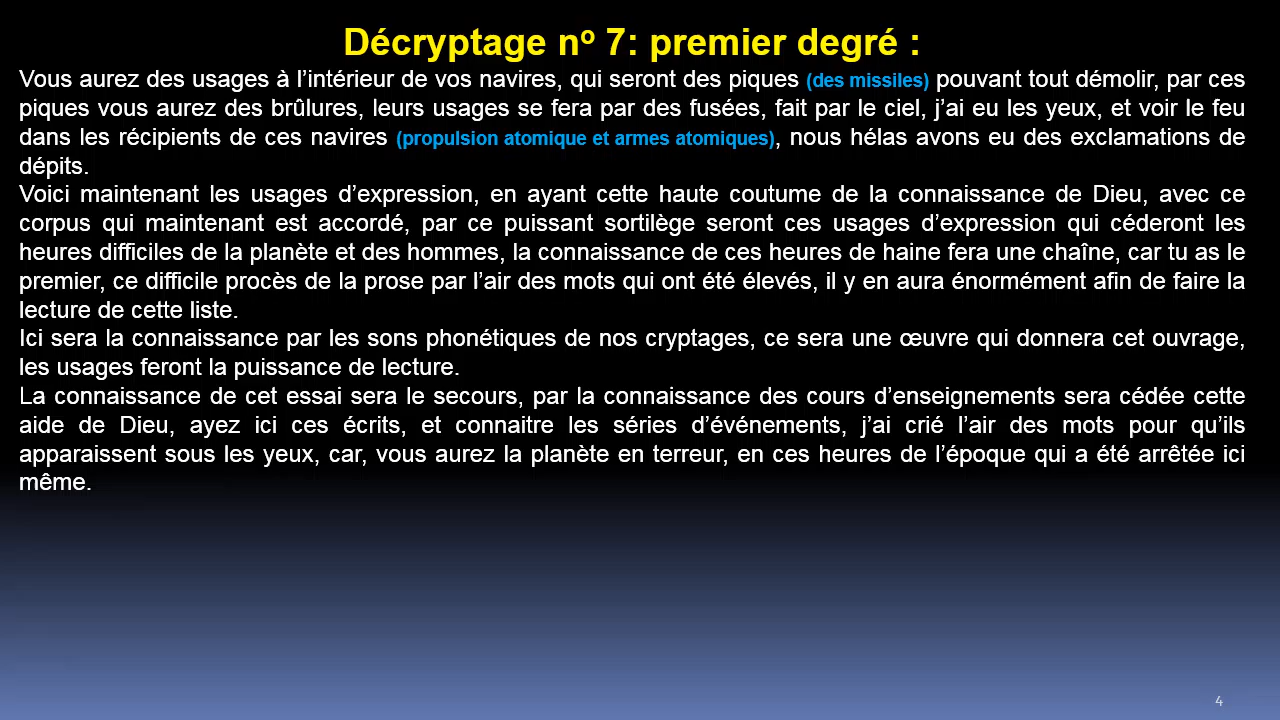 Décryptage nº 7: premier degré :
Vous aurez des usages à l’intérieur de vos navires, qui seront des piques (des missiles) pouvant tout démolir, par ces
piques vous aurez des brûlures, leurs usages se fera par des fusées, fait par le ciel, j’ai eu les yeux, et voir le feu
dans les récipients de ces navires (propulsion atomique et armes atomiques), nous hélas avons eu des exclamations de
dépits.
Voici maintenant les usages d’expression, en ayant cette haute coutume de la connaissance de Dieu, avec ce
corpus qui maintenant est accordé, par ce puissant sortilège seront ces usages d’expression qui céderont les
heures difficiles de la planète et des hommes, la connaissance de ces heures de haine fera une chaîne, car tu as le
premier, ce difficile procès de la prose par l’air des mots qui ont été élevés, il y en aura énormément afin de faire la
lecture de cette liste.
Ici sera la connaissance par les sons phonétiques de nos cryptages, ce sera une œuvre qui donnera cet ouvrage,
les usages feront la puissance de lecture.
La connaissance de cet essai sera le secours, par la connaissance des cours d’enseignements sera cédée cette
aide de Dieu, ayez ici ces écrits, et connaitre les séries d’événements, j’ai crié l’air des mots pour qu’ils
apparaissent sous les yeux, car, vous aurez la planète en terreur, en ces heures de l’époque qui a été arrêtée ici
même.
4